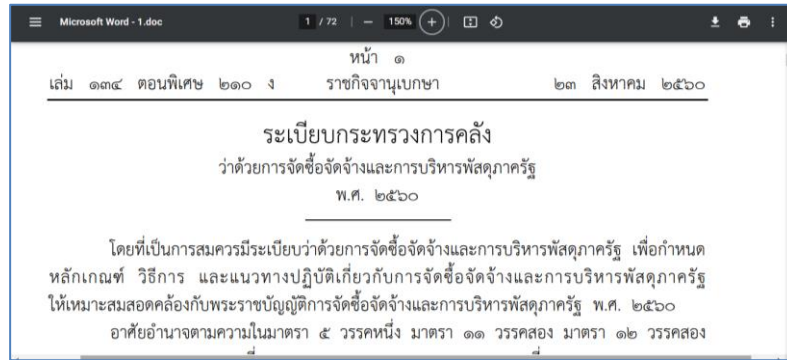 Microsoft Word - 1.doc 1 / 72 150%
หน้า ๑
เล่ม ๑๓๔ ตอนพิเศษ ๒๑๐ ง ราชกิจจานุเบกษา ๒๓ สิงหาคม ๒๕๖๐
ระเบียบกระทรวงการคลัง
ว่าด้วยการจัดซื้อจัดจ้างและการบริหารพัสดุภาครัฐ
พ.ศ. ๒๕๖๐
โดยที่เป็นการสมควรมีระเบียบว่าด้วยการจัดซื้อจัดจ้างและการบริหารพัสดุภาครัฐ เพื่อกำหนด
หลักเกณฑ์ วิธีการ และแนวทางปฏิบัติเกี่ยวกับการจัดซื้อจัดจ้างและการบริหารพัสดุภาครัฐ
ให้เหมาะสมสอดคล้องกับพระราชบัญญัติการจัดซื้อจัดจ้างและการบริหารพัสดุภาครัฐ พ.ศ. ๒๕๖๐
อาศัยอำนาจตามความในมาตรา ๕ วรรคหนึ่ง มาตรา ๑๑ วรรคสอง มาตรา ๑๒ วรรคสอง